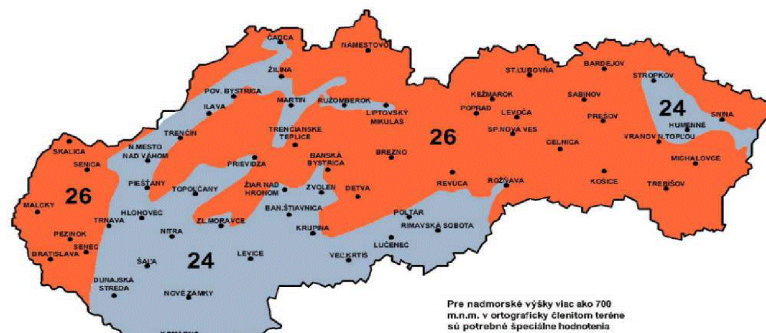 ČADCA
NÁMESTOVO
ŽILINA
ST.ĽUBOVŇA
BARDEJOV
STROPKOV
POV. BYSTRICA
ILAVA
MARTIN
RUŽOMBEROK
LIPTOVSKÝ
MIKULÁŠ
KEŽMAROK
POPRAD
LEVOČA
SABINOV
PREŠOV
24
HUMENNÉ
SNINA
TRENČÍN
TRENČIANSKE
TEPLICE
26
SP.NOVÁ VES
GELNICA
VRANOV N.TOPĽOU
MICHALOVCE
SKALICA
SENICA
N.MESTO
NAD VÁHOM
PRIEVIDZA
BANSKÁ
BYSTRICA
BREZNO
26
PIEŠŤANY
TOPOĽČANY
ŽIAR NAD
HRONOM
ZVOLEN
DETVA
REVÚCA
ROŽŇAVA
KOŠICE
TREBIŠOV
MALCKY
TRNAVA
HLOHOVEC
ZL.MORAVCE
BAN.ŠTIAVNICA
KRUPINA
POLTÁR
RIMAVSKÁ SOBOTA
PEZINOK
SENEC
BRATISLAVA
NITRA
ŠAĽA
24
LEVICE
VEĽ.KRTÍŠ
LUČENEC
DUNAJSKÁ
STREDA
NOVÉ ZÁMKY
Pre nadmorské výšky viac ako 700
m.n.m. v ortograficky členitom teréne
sú potrebné špeciálne hodnotenia